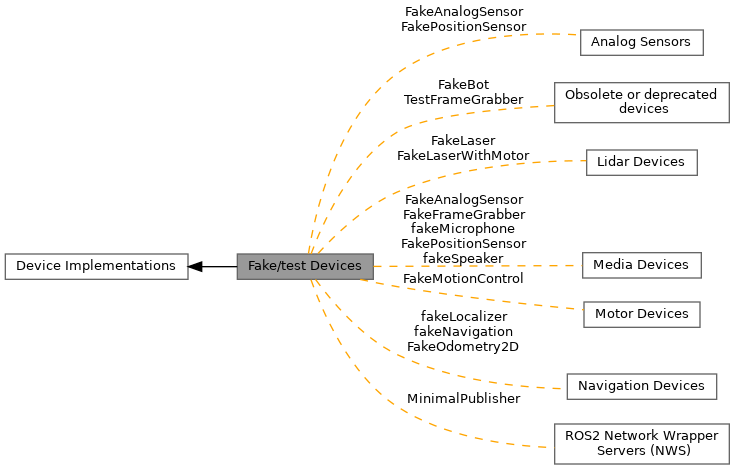 FakeAnalogSensor
FakePositionSensor
Analog Sensors
FakeBot
TestFrameGrabber
Obsolete or deprecated
devices
FakeLaser
FakeLaserWithMotor
Lidar Devices
FakeAnalogSensor
FakeFrameGrabber
fakeMicrophone
FakePositionSensor
fakeSpeaker
Media Devices
Device Implementations
Fake/test Devices
FakeMotionControl
Motor Devices
fakeLocalizer
fakeNavigation
FakeOdometry2D
Navigation Devices
MinimalPublisher
ROS2 Network Wrapper
Servers (NWS)